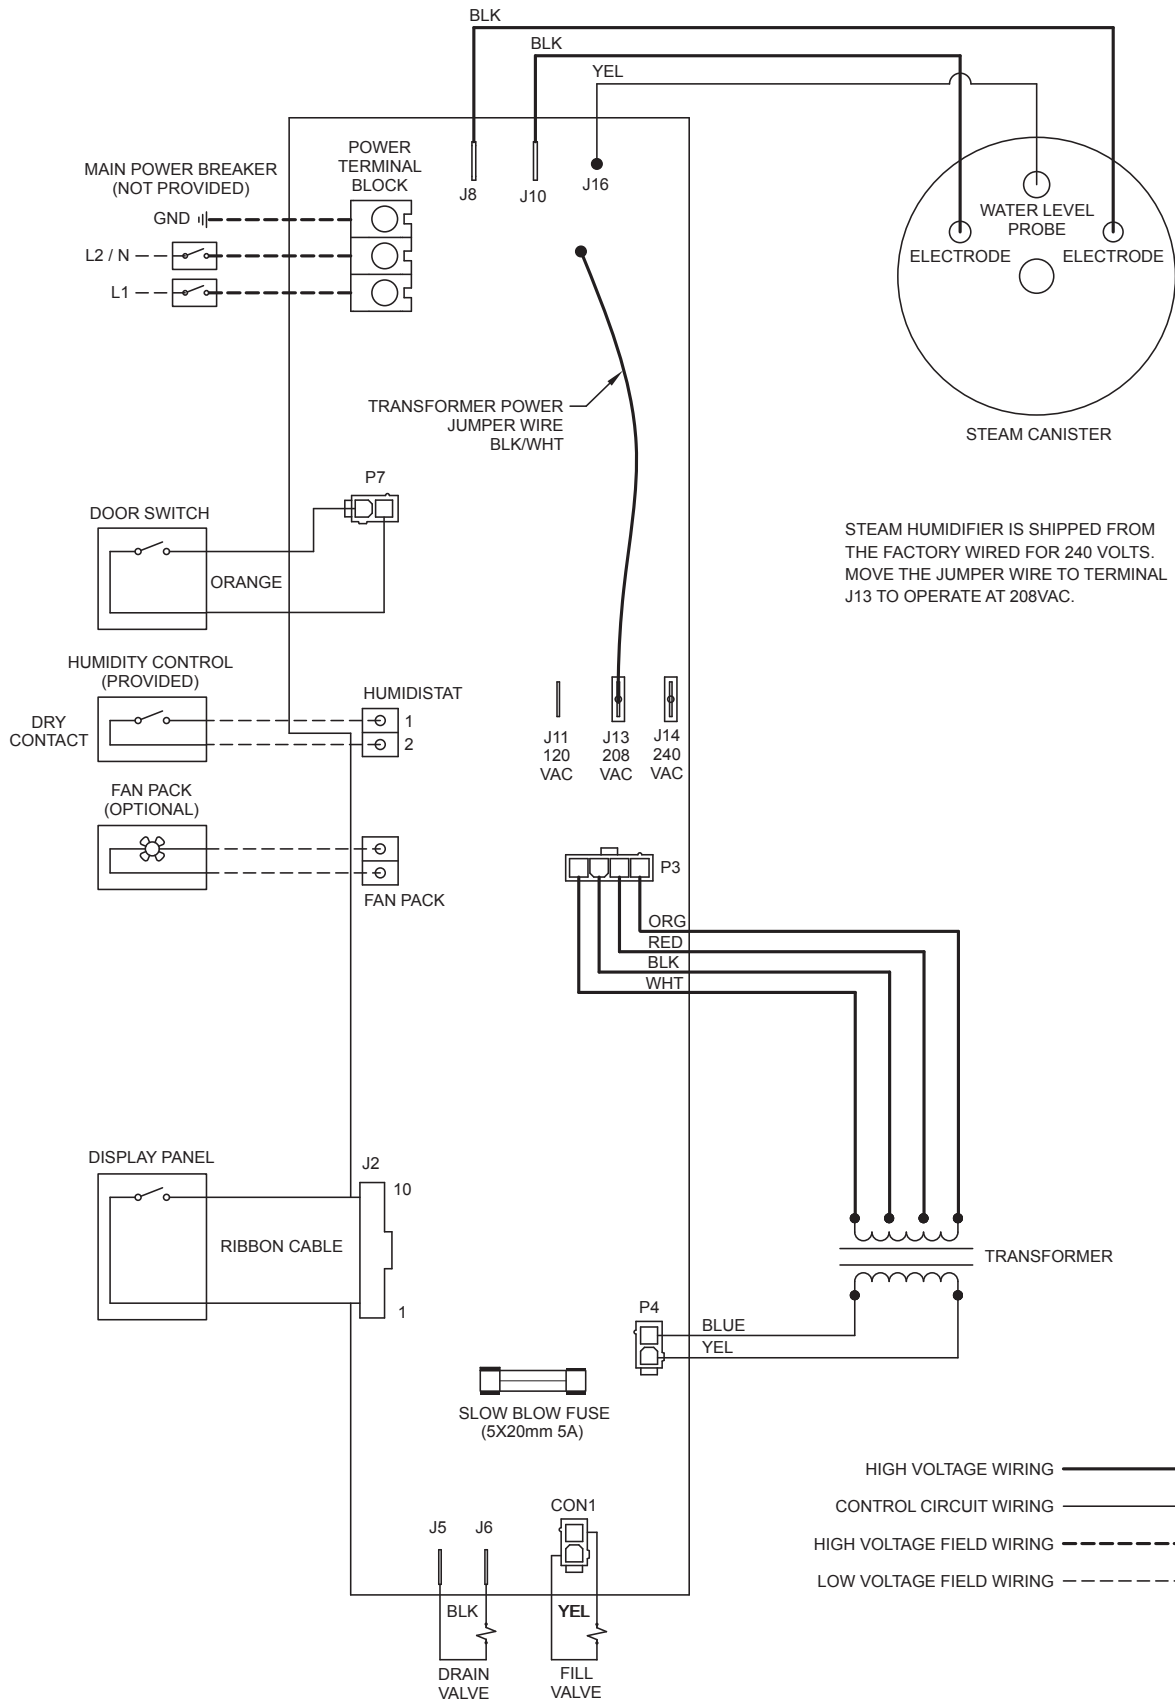 BLK
BLK
YEL
POWER
TERMINAL
BLOCK
MAIN POWER BREAKER
(NOT PROVIDED)
GND
L2 / N
L1
J8
J10
J16
WATER LEVEL
PROBE
ELECTRODE
ELECTRODE
STEAM CANISTER
TRANSFORMER POWER
JUMPER WIRE
BLK/WHT
P7
DOOR SWITCH
ORANGE
STEAM HUMIDIFIER IS SHIPPED FROM
THE FACTORY WIRED FOR 240 VOLTS.
MOVE THE JUMPER WIRE TO TERMINAL
J13 TO OPERATE AT 208VAC.
HUMIDITY CONTROL
(PROVIDED)
DRY
CONTACT
HUMIDISTAT
1
2
J11
120
VAC
J13
208
VAC
J14
240
VAC
FAN PACK
(OPTIONAL)
FAN PACK
P3
ORG
RED
BLK
WHT
DISPLAY PANEL
J2
10
RIBBON CABLE
1
TRANSFORMER
P4
BLUE
YEL
SLOW BLOW FUSE
(5X20mm 5A)
HIGH VOLTAGE WIRING
CONTROL CIRCUIT WIRING
HIGH VOLTAGE FIELD WIRING
LOW VOLTAGE FIELD WIRING
J5
J6
CON1
BLK
YEL
DRAIN
VALVE
FILL
VALVE